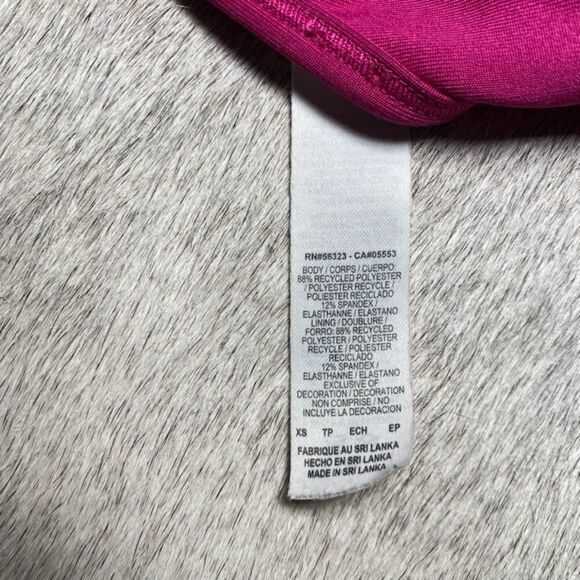 RN#56323 - CA#05553
BODY / CORPS / CUERPO:
88% RECYCLED POLYESTER
/ POLYESTER RECYCLE /
POLIESTER RECICLADO
12% SPANDEX /
ELASTHANNE / ELASTANO
LINING / DOUBLURE /
FORRO: 88% RECYCLED
POLYESTER / POLYESTER
RECYCLE / POLIESTER
RECICLADO
12% SPANDEX /
ELASTHANNE / ELASTANO
EXCLUSIVE OF
DECORATION / DECORATION
NON COMPRISE / NO
INCLUYE LA DECORACION
XS TP ECH EP
FABRIQUE AU SRI LANKA
HECHO EN SRI LANKA
MADE IN SRI LANKA